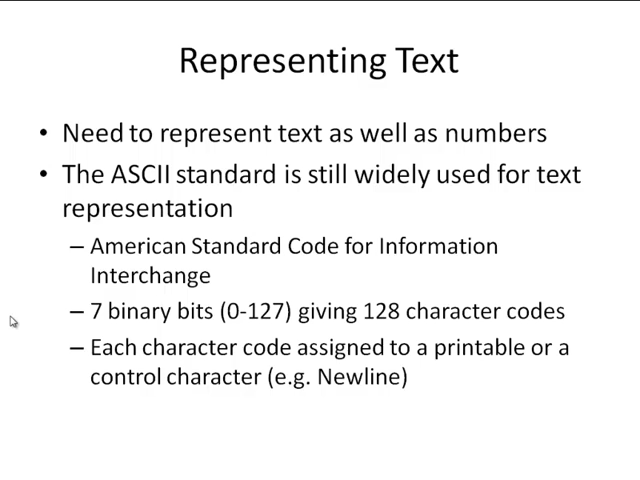 Representing Text
• Need to represent text as well as numbers
• The ASCII standard is still widely used for text
representation
– American Standard Code for Information
Interchange
– 7 binary bits (0-127) giving 128 character codes
– Each character code assigned to a printable or a
control character (e.g. Newline)